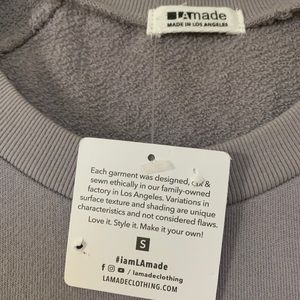 LAmade
MADE IN LOS ANGELES
Each garment was designed, cut &
sewn ethically in our family-owned
factory in Los Angeles. Variations in
surface texture and shading are unique
characteristics and not considered flaws.
Love it. Style it. Make it your own!
S
#iamLAmade
/lamadeclothing
LAMADECLOTHING.COM